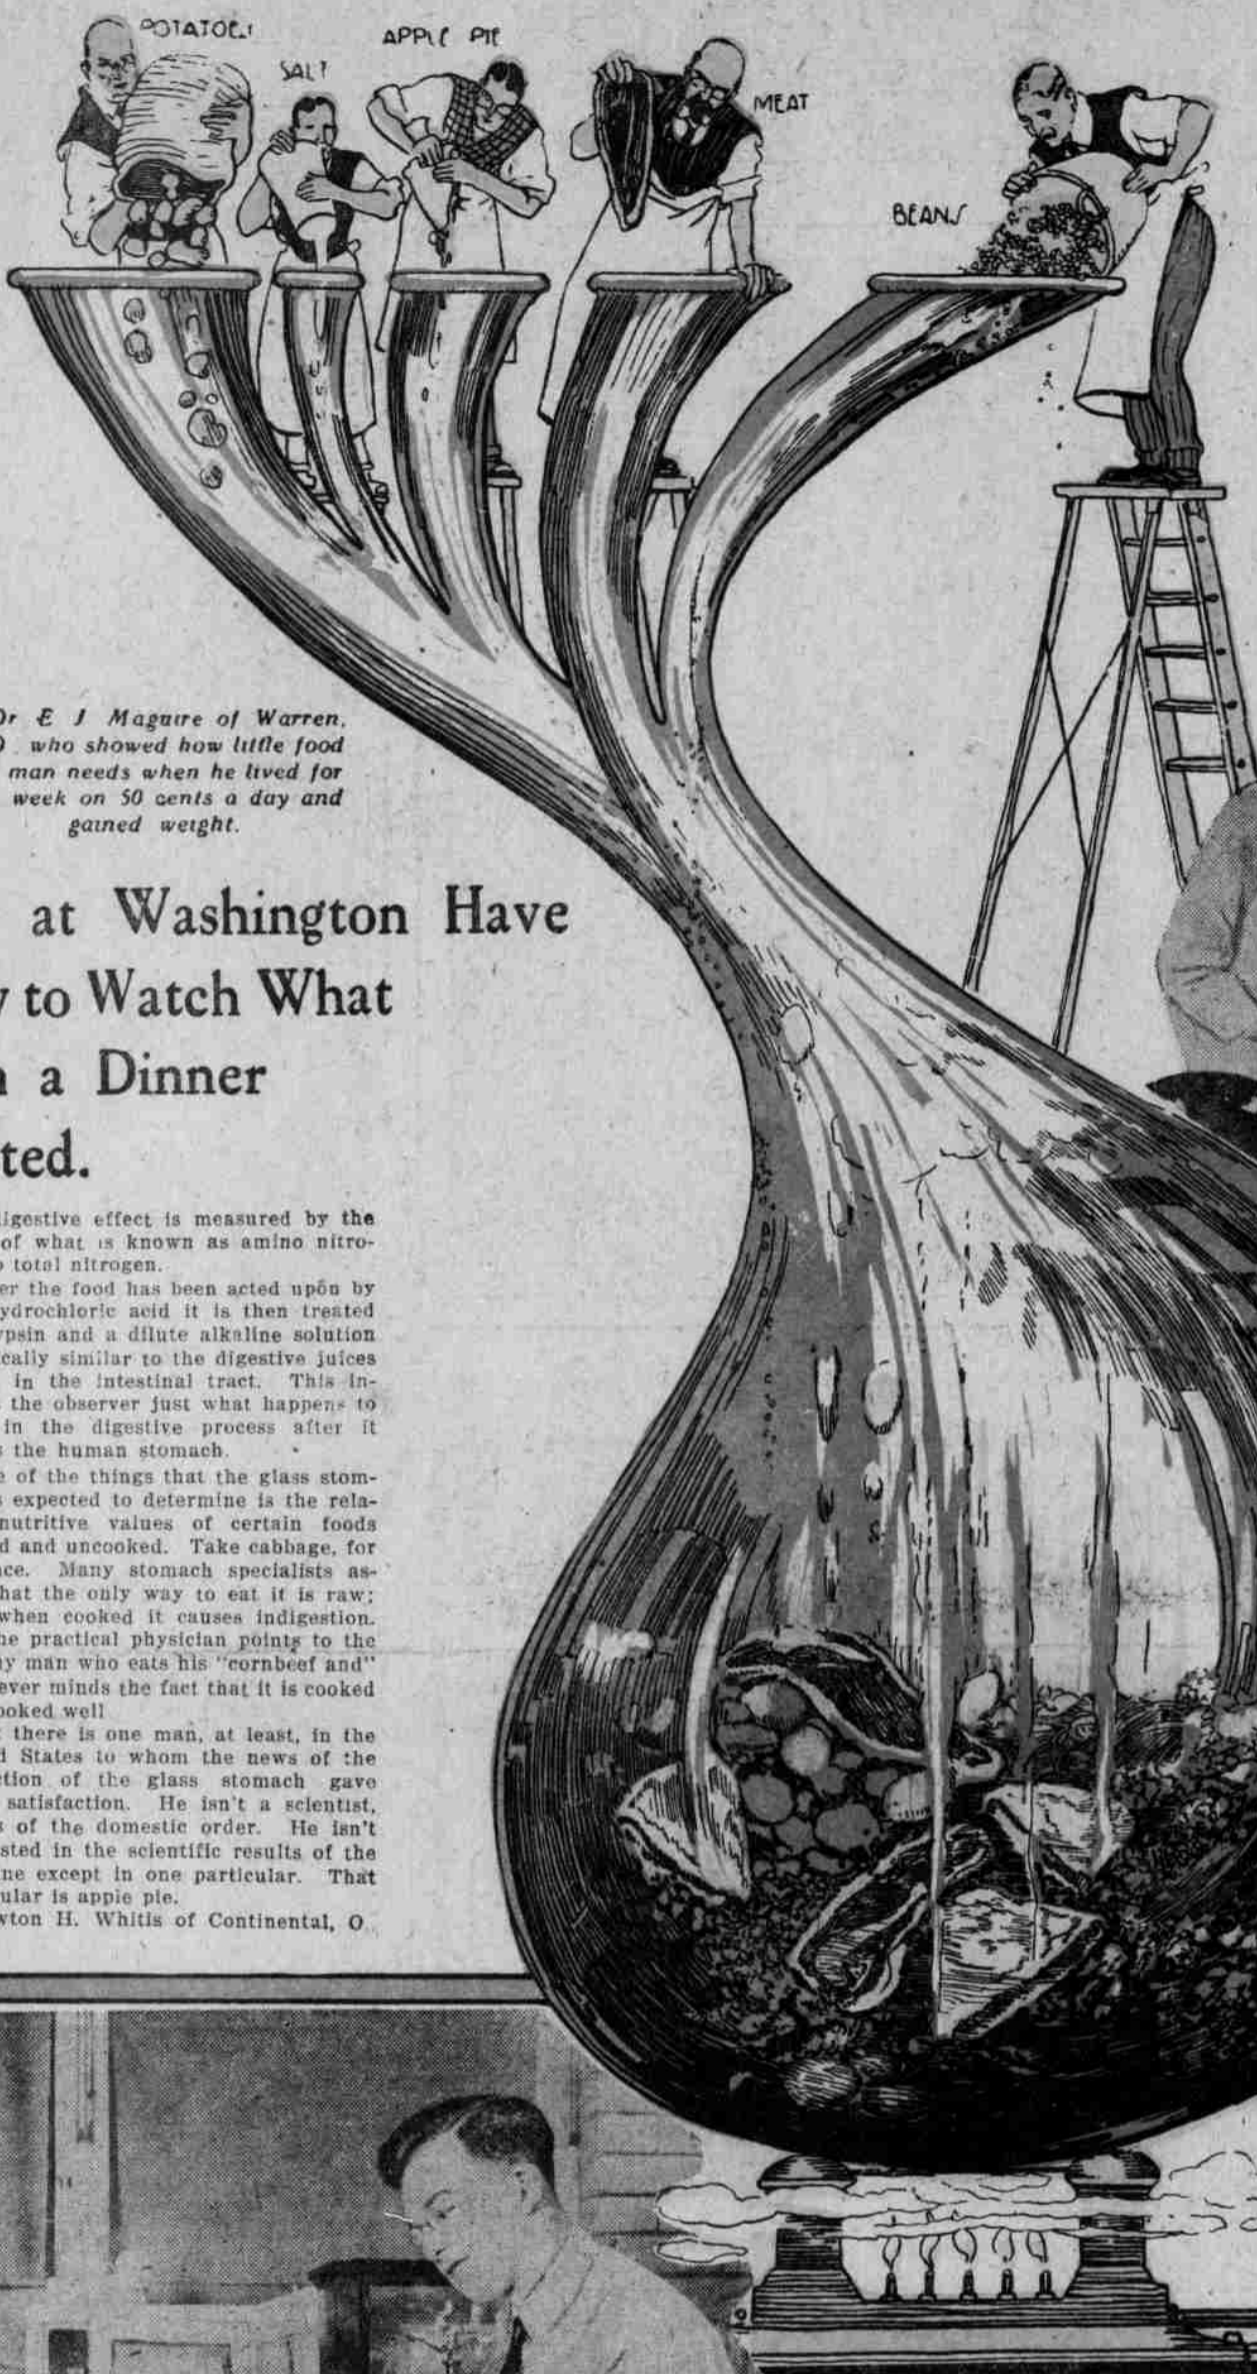 POTATOES
SALT
APPLE PIE
MEAT
BEANS
Dr E J Maguire of Warren,
O. who showed how little food
man needs when he lived for
week on 50 cents a day and
gained weight.
at Washington Have
y to Watch What
a Dinner
ted.
igestive effect is measured by the
of what is known as amino nitro-
total nitrogen.
er the food has been acted upon by
ydrochloric acid it is then treated
ypsin and a dilute alkaline solution
cally similar to the digestive juices
in the intestinal tract. This in-
the observer just what happens to
in the digestive process after it
s the human stomach.
e of the things that the glass stom-
s expected to determine is the rela-
nutritive values of certain foods
d and uncooked. Take cabbage, for
ce. Many stomach specialists as-
hat the only way to eat it is raw;
when cooked it causes indigestion.
he practical physician points to the
y man who eats his "cornbeef and"
ever minds the fact that it is cooked
ooked well
t there is one man, at least, in the
d States to whom the news of the
ction of the glass stomach gave
satisfaction. He isn't a scientist,
s of the domestic order. He isn't
sted in the scientific results of the
ne except in one particular. That
ular is apple pie.
wton H. Whitis of Continental, O.,